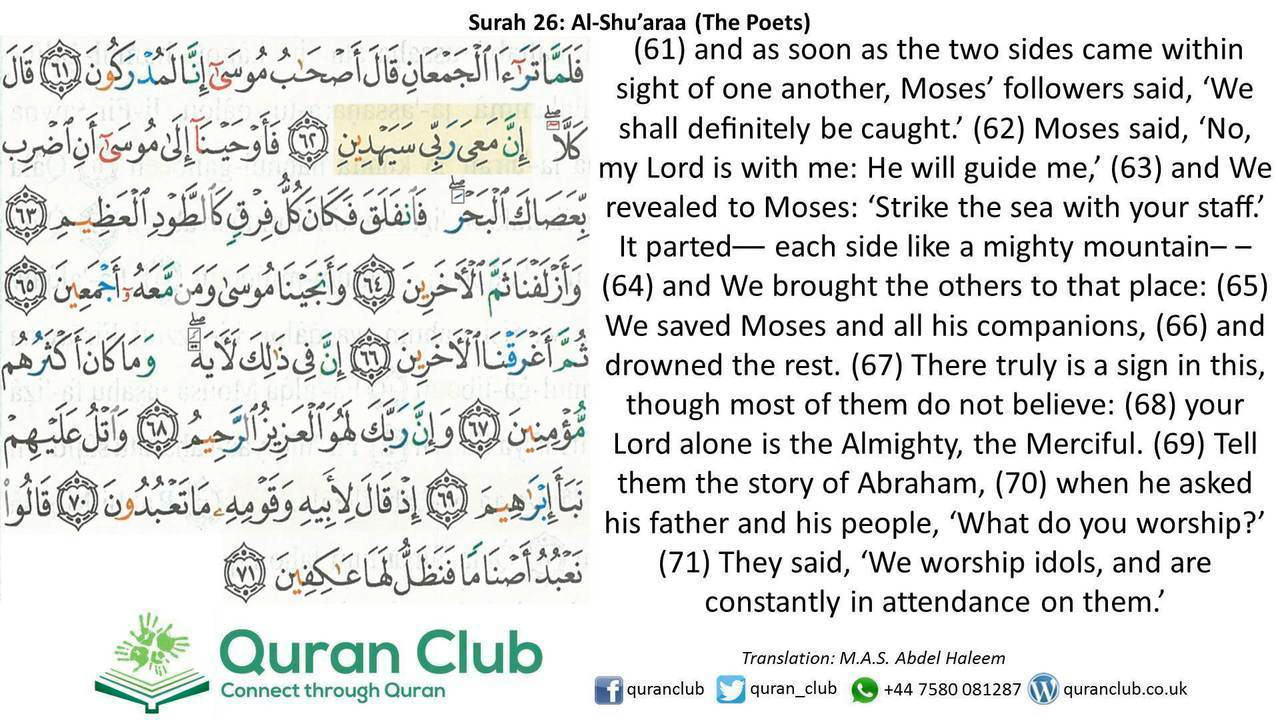 Surah 26: Al-Shu’araa (The Poets)
فَلَمَّا تَرَٰٓءَا ٱلْجَمْعَانِ قَالَ أَصْحَـٰبُ مُوسَىٰٓ إِنَّا لَمُدْرَكُونَ ﴿٦١﴾ قَالَ
كَلَّآ ۖ إِنَّ مَعِىَ رَبِّى سَيَهْدِينِ ﴿٦٢﴾ فَأَوْحَيْنَآ إِلَىٰ مُوسَىٰٓ أَنِ ٱضْرِب
بِّعَصَاكَ ٱلْبَحْرَ ۖ فَٱنفَلَقَ فَكَانَ كُلُّ فِرْقٍ كَٱلطَّوْدِ ٱلْعَظِيمِ ﴿٦٣﴾
وَأَزْلَفْنَا ثَمَّ ٱلْـَٔاخَرِينَ ﴿٦٤﴾ وَأَنجَيْنَا مُوسَىٰ وَمَن مَّعَهُۥٓ أَجْمَعِينَ ﴿٦٥﴾
ثُمَّ أَغْرَقْنَا ٱلْـَٔاخَرِينَ ﴿٦٦﴾ إِنَّ فِى ذَٰلِكَ لَـَٔايَةً ۖ وَمَا كَانَ أَكْثَرُهُم
مُّؤْمِنِينَ ﴿٦٧﴾ وَإِنَّ رَبَّكَ لَهُوَ ٱلْعَزِيزُ ٱلرَّحِيمُ ﴿٦٨﴾ وَٱتْلُ عَلَيْهِمْ
نَبَأَ إِبْرَٰهِيمَ ﴿٦٩﴾ إِذْ قَالَ لِأَبِيهِ وَقَوْمِهِۦ مَا تَعْبُدُونَ ﴿٧٠﴾ قَالُوا۟
نَعْبُدُ أَصْنَامًا فَنَظَلُّ لَهَا عَـٰكِفِينَ ﴿٧١﴾
(61) and as soon as the two sides came within
sight of one another, Moses’ followers said, ‘We
shall definitely be caught.’ (62) Moses said, ‘No,
my Lord is with me: He will guide me,’ (63) and We
revealed to Moses: ‘Strike the sea with your staff.’
It parted— each side like a mighty mountain– –
(64) and We brought the others to that place: (65)
We saved Moses and all his companions, (66) and
drowned the rest. (67) There truly is a sign in this,
though most of them do not believe: (68) your
Lord alone is the Almighty, the Merciful. (69) Tell
them the story of Abraham, (70) when he asked
his father and his people, ‘What do you worship?’
(71) They said, ‘We worship idols, and are
constantly in attendance on them.’
Quran Club
Connect through Quran
Translation: M.A.S. Abdel Haleem
quranclub quran_club +44 7580 081287 quranclub.co.uk